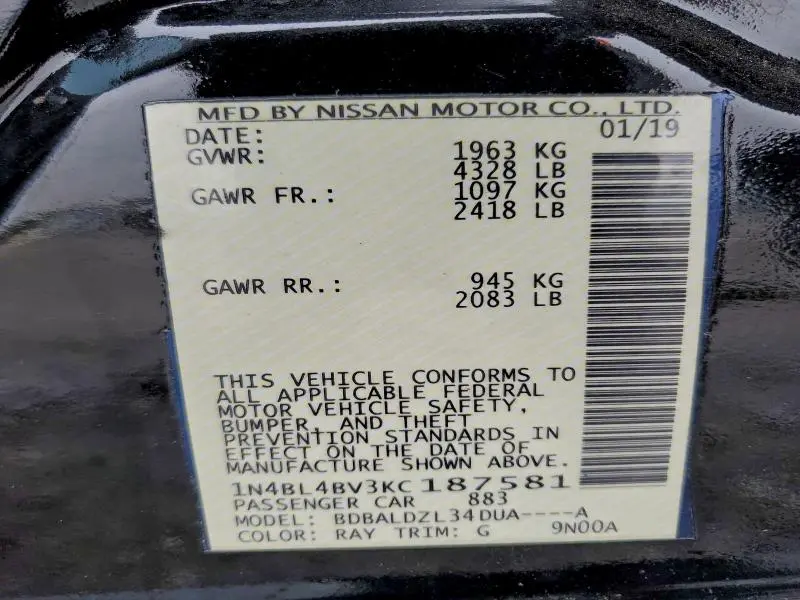 MFD BY NISSAN MOTOR CO., LTD.
DATE: 01/19
GVWR: 1963 KG
4328 LB
GAWR FR.: 1097 KG
2418 LB
GAWR RR.: 945 KG
2083 LB
THIS VEHICLE CONFORMS TO
ALL APPLICABLE FEDERAL
MOTOR VEHICLE SAFETY,
BUMPER, AND THEFT
PREVENTION STANDARDS IN
EFFECT ON THE DATE OF
MANUFACTURE SHOWN ABOVE.
1N4BL4BV3KC187581
PASSENGER CAR 883
MODEL: BDBALDZL34DUA----A
COLOR: RAY TRIM: G 9N00A